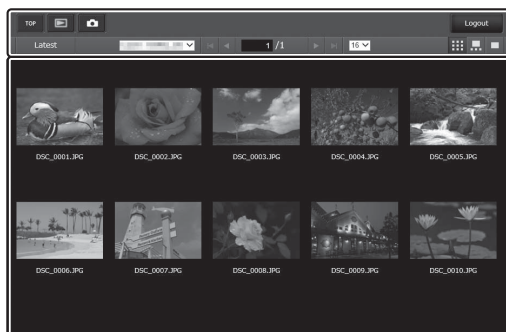 TOP Logout
Latest 1 /1 16
DSC_0001.JPG DSC_0002.JPG DSC_0003.JPG DSC_0004.JPG DSC_0005.JPG
DSC_0006.JPG DSC_0007.JPG DSC_0008.JPG DSC_0009.JPG DSC_0010.JPG